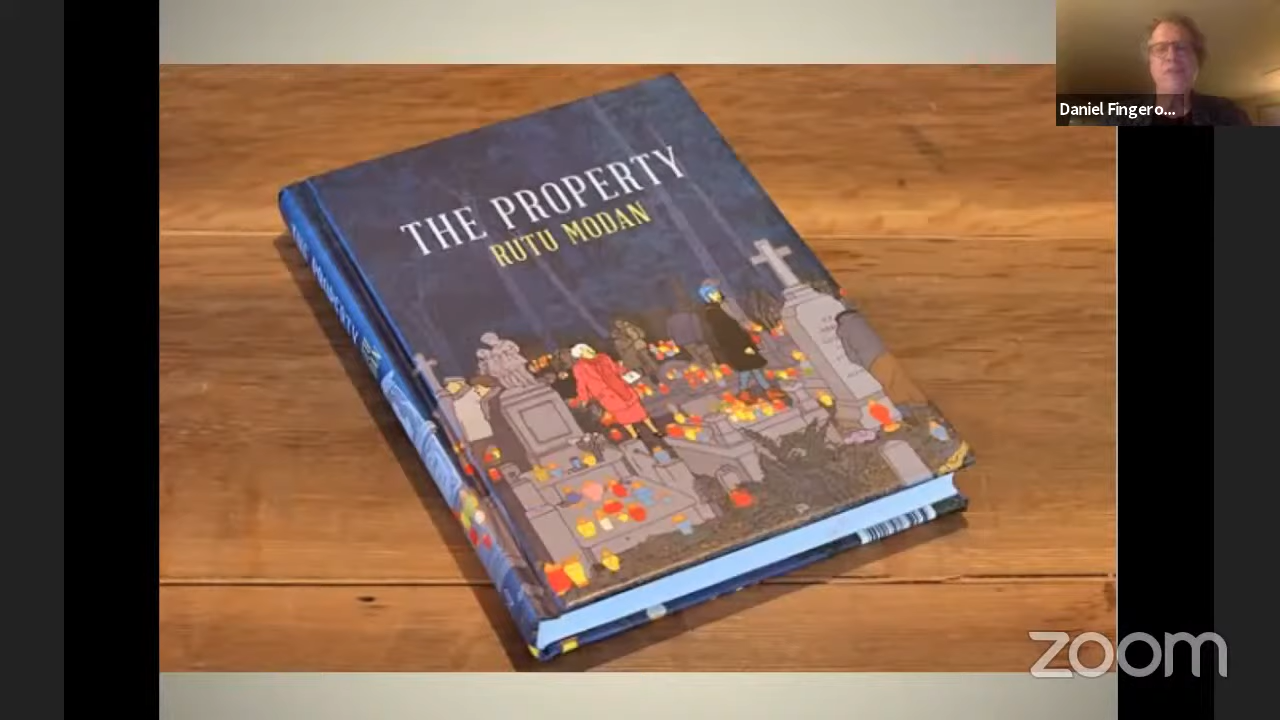 Daniel Fingero...
THE PROPERTY
RUTU MODAN
THE PROPERTY
zoom